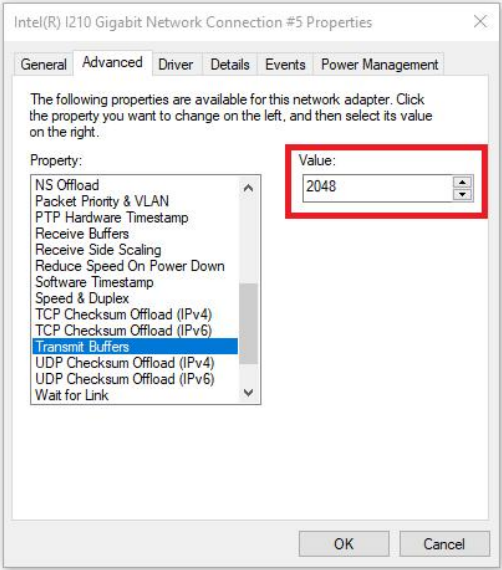 Intel(R) I210 Gigabit Network Connection #5 Properties
General Advanced Driver Details Events Power Management
The following properties are available for this network adapter. Click
the property you want to change on the left, and then select its value
on the right.
Property:
Value:
2048
NS Offload
Packet Priority & VLAN
PTP Hardware Timestamp
Receive Buffers
Receive Side Scaling
Reduce Speed On Power Down
Software Timestamp
Speed & Duplex
TCP Checksum Offload (IPv4)
TCP Checksum Offload (IPv6)
Transmit Buffers
UDP Checksum Offload (IPv4)
UDP Checksum Offload (IPv6)
Wait for Link
OK
Cancel